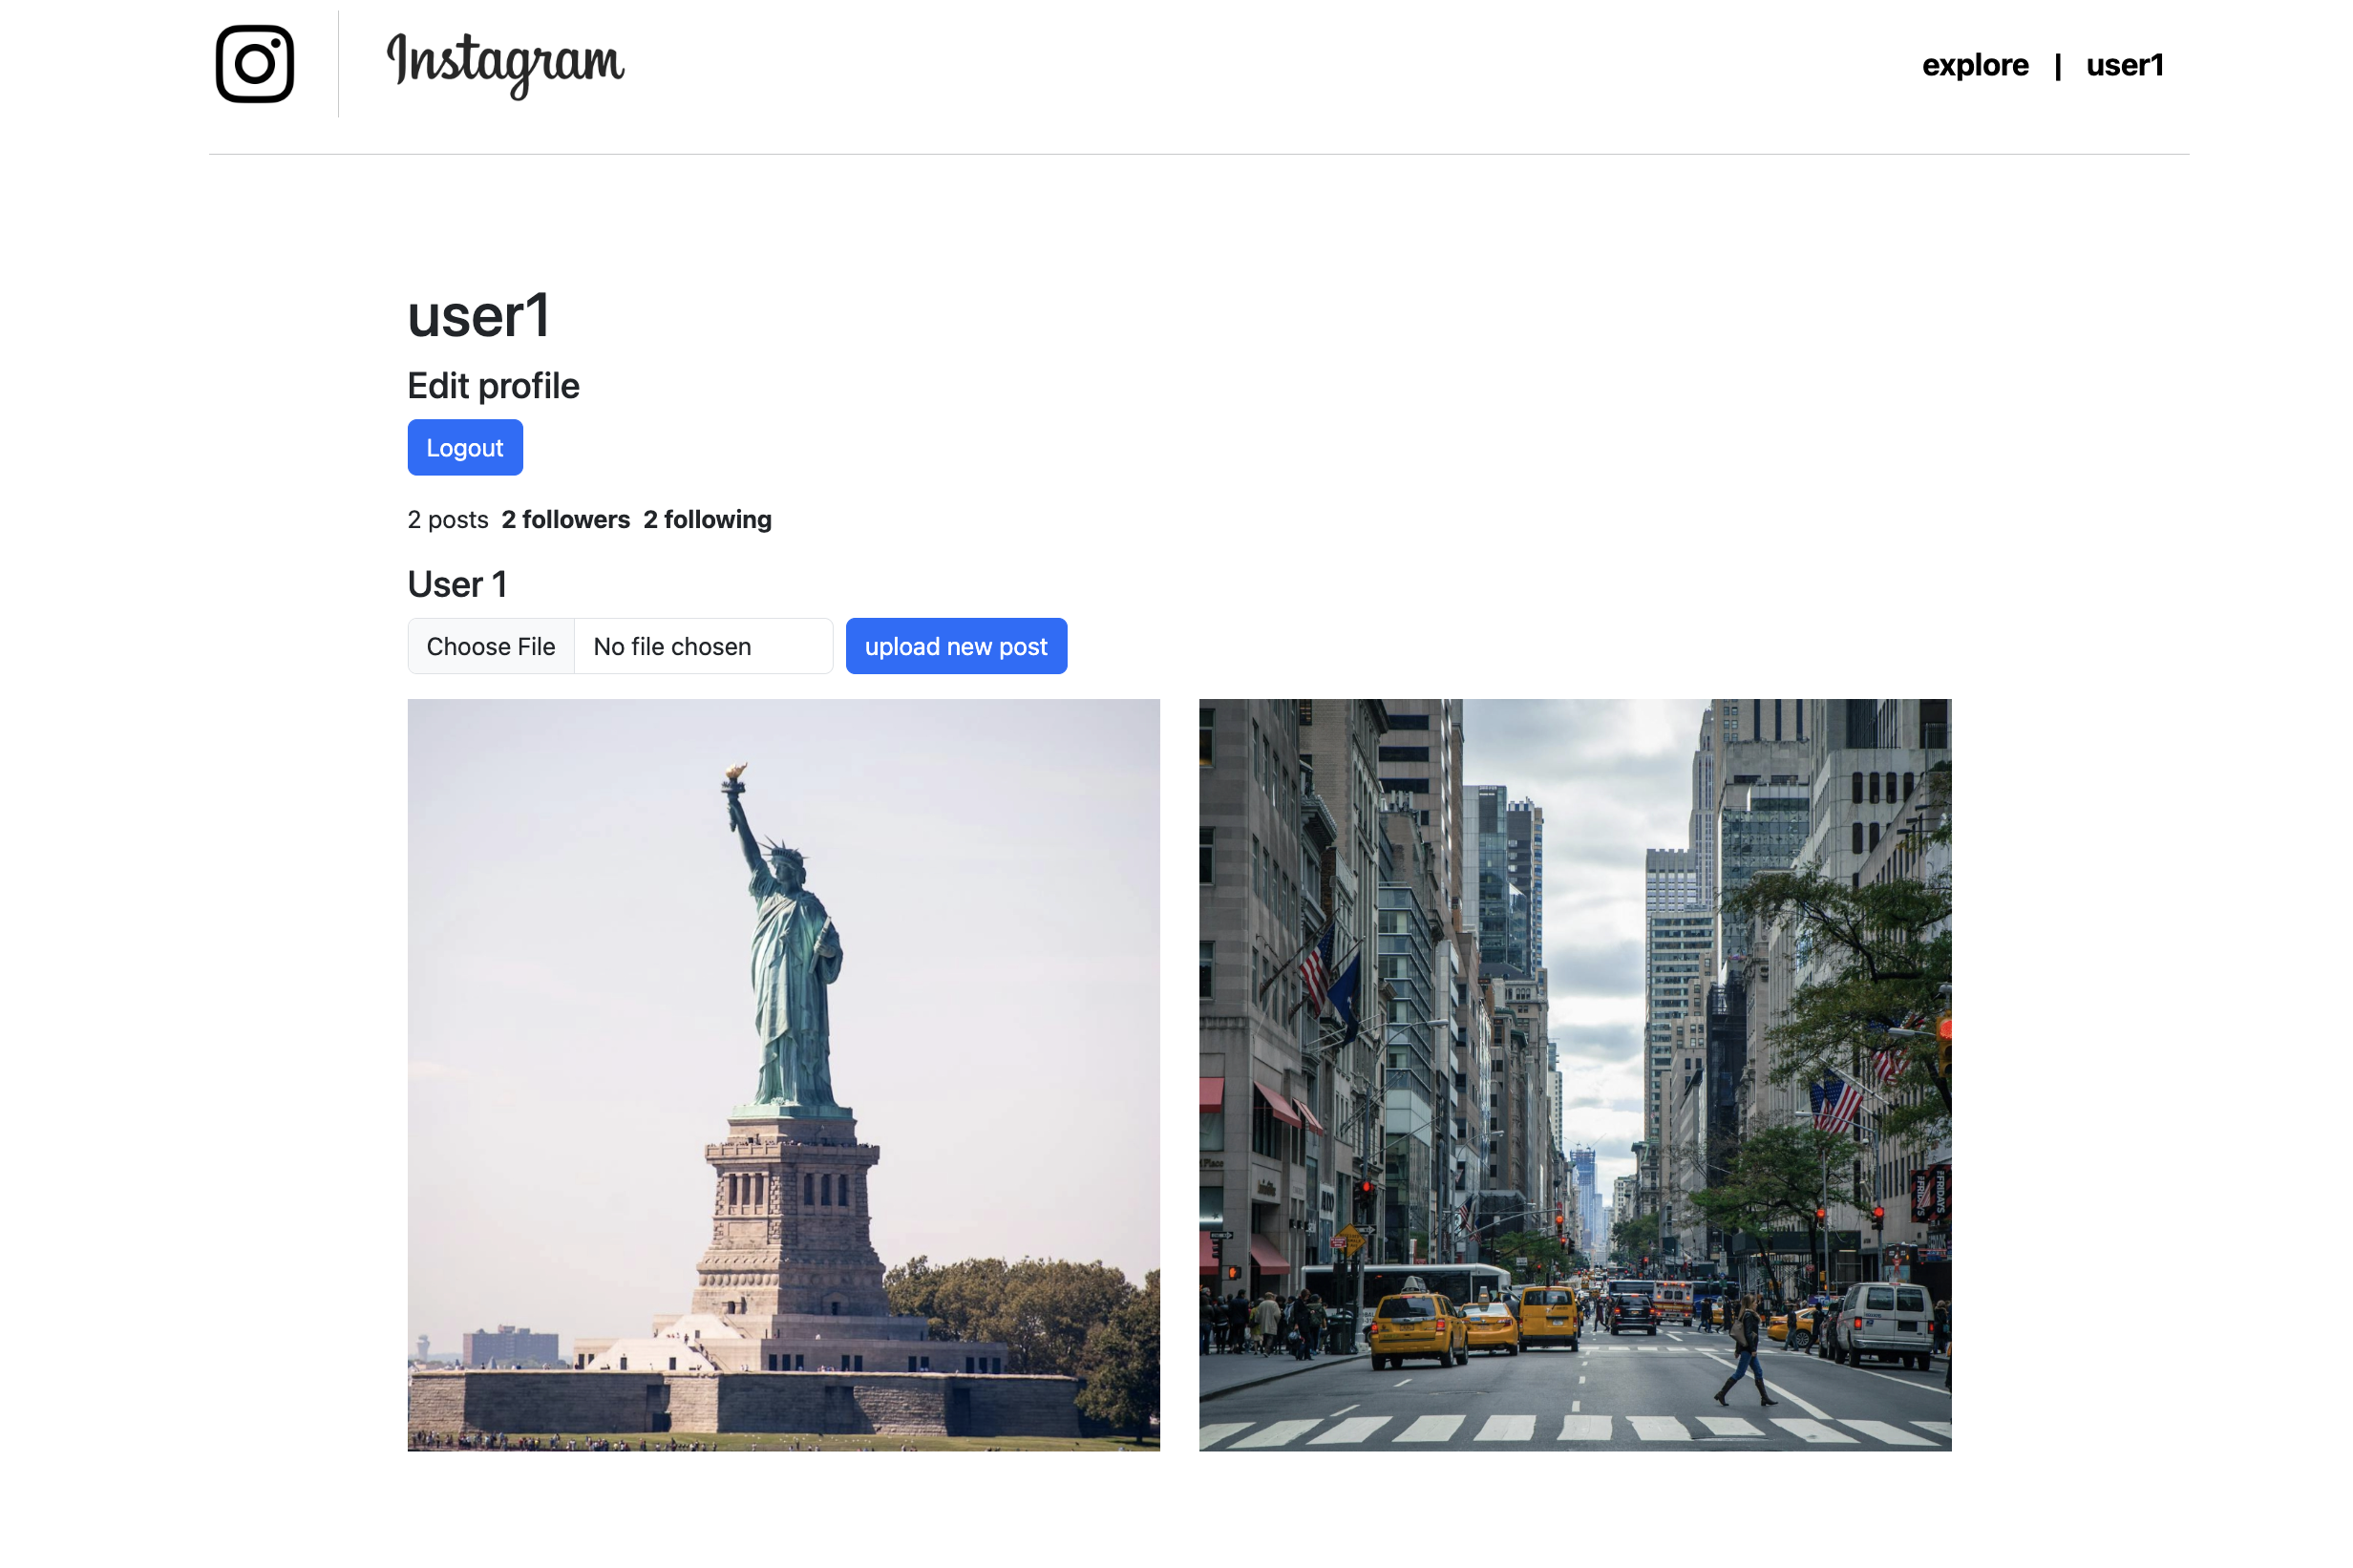 Instagram
explore | user1
user1
Edit profile
Logout
2 posts 2 followers 2 following
User 1
Choose File No file chosen upload new post
FRIDAYS